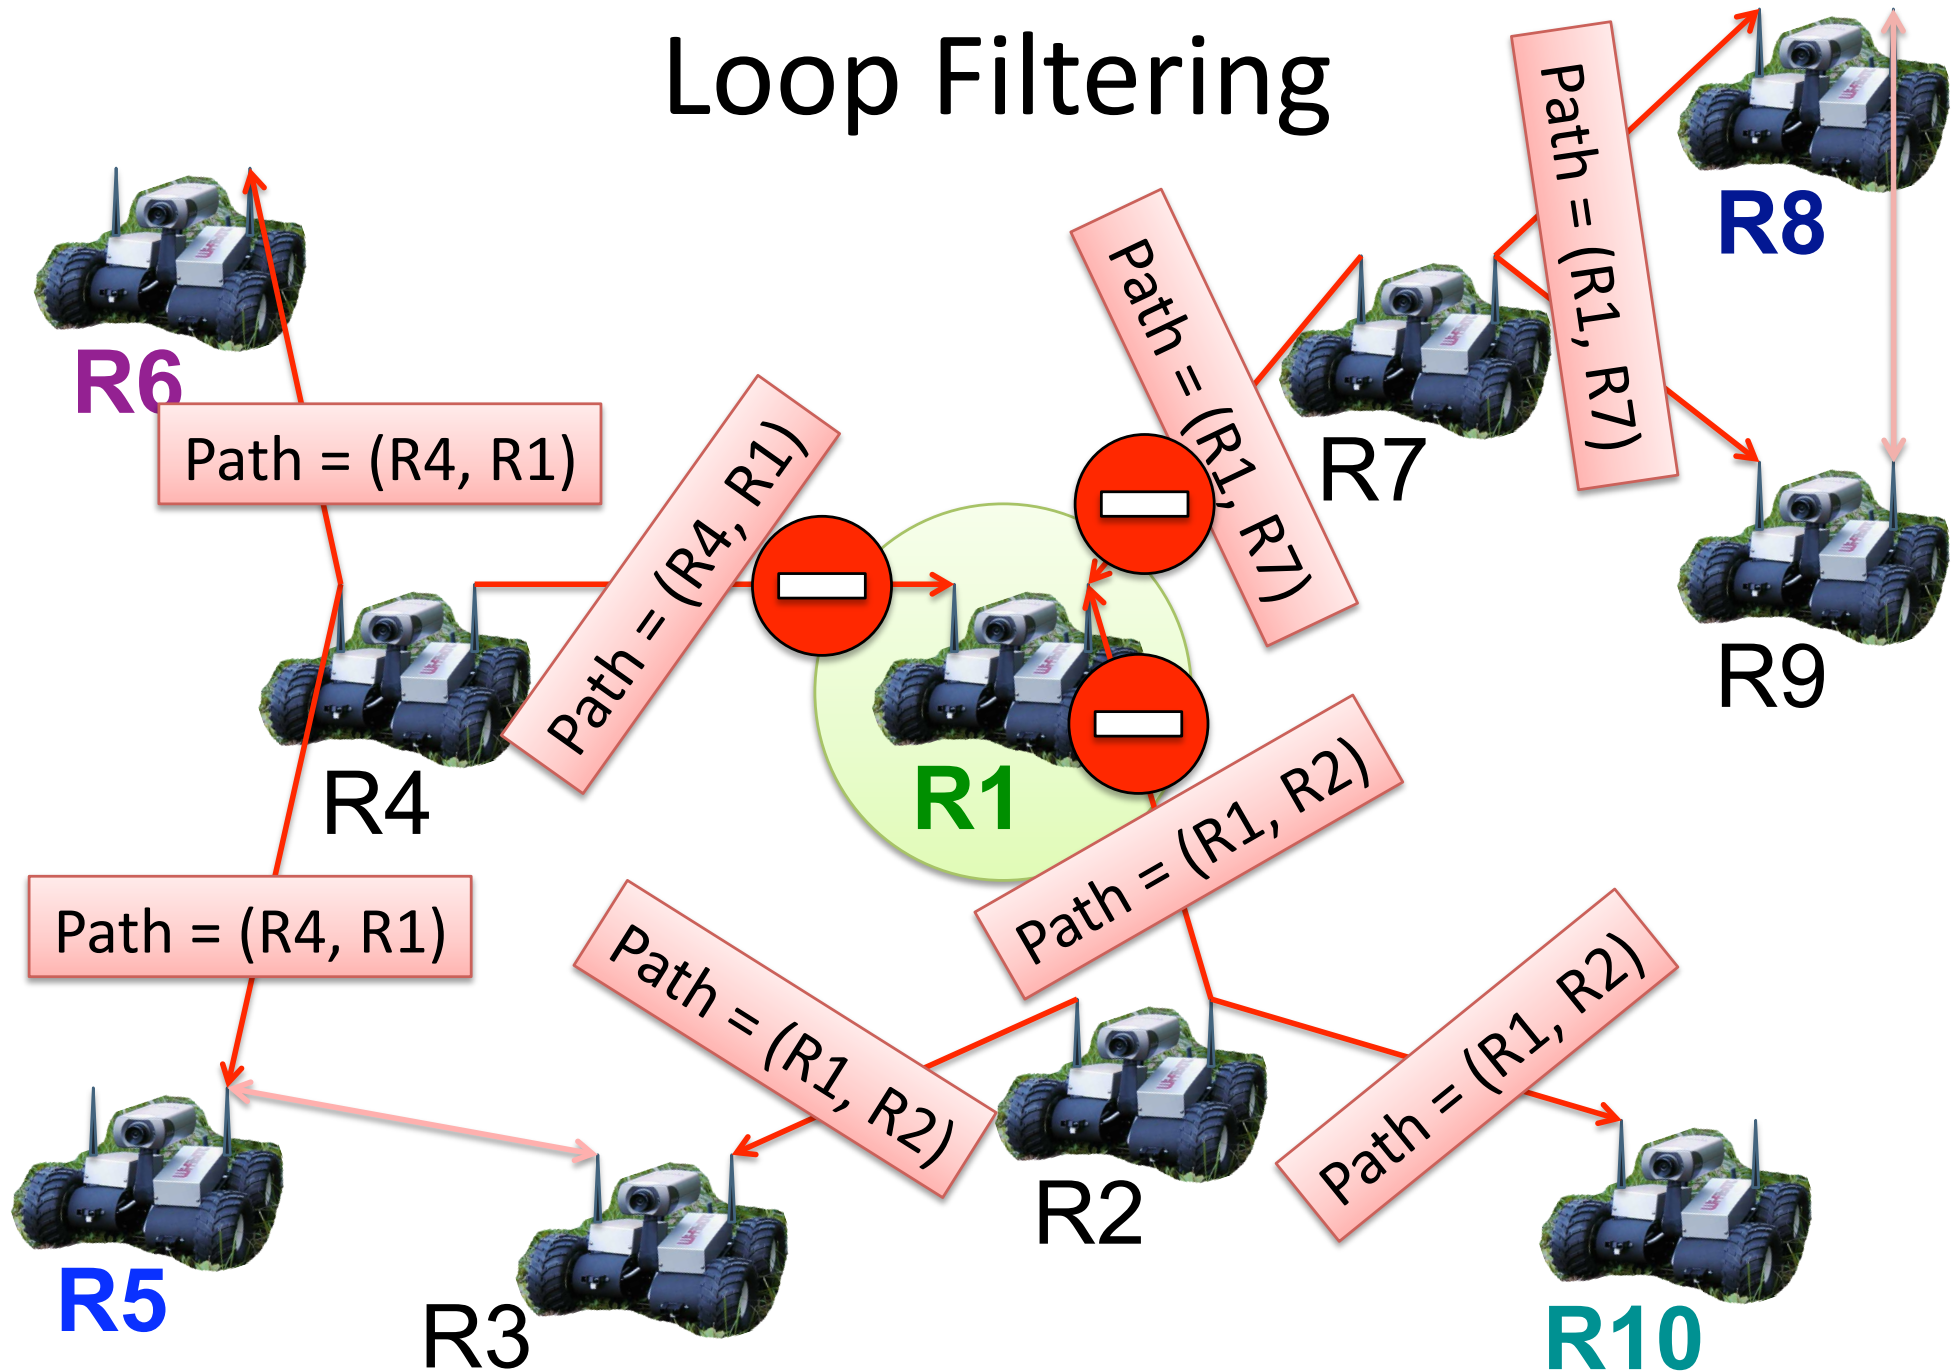 Loop Filtering
R8
Path = (R1, R7)
Path = (R1, R7)
R6
R7
Path = (R4, R1)
Path = (R4, R1)
R9
R4
R1
Path = (R1, R2)
Path = (R4, R1)
Path = (R1, R2)
Path = (R1, R2)
R2
R5
R3
R10